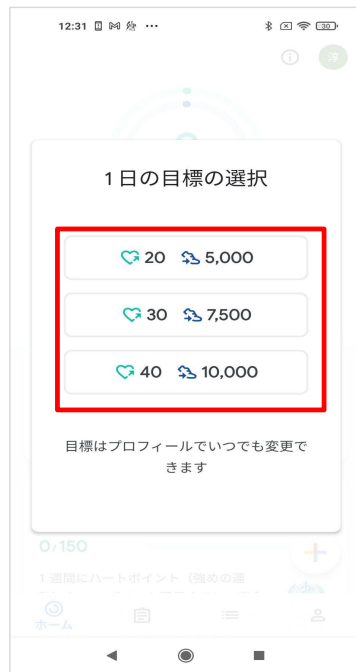 12:31
30
1日の目標の選択
20 5,000
30 7,500
40 10,000
目標はプロフィールでいつでも変更で
きます
0/150
1週間にハートポイント（強めの運
ホーム